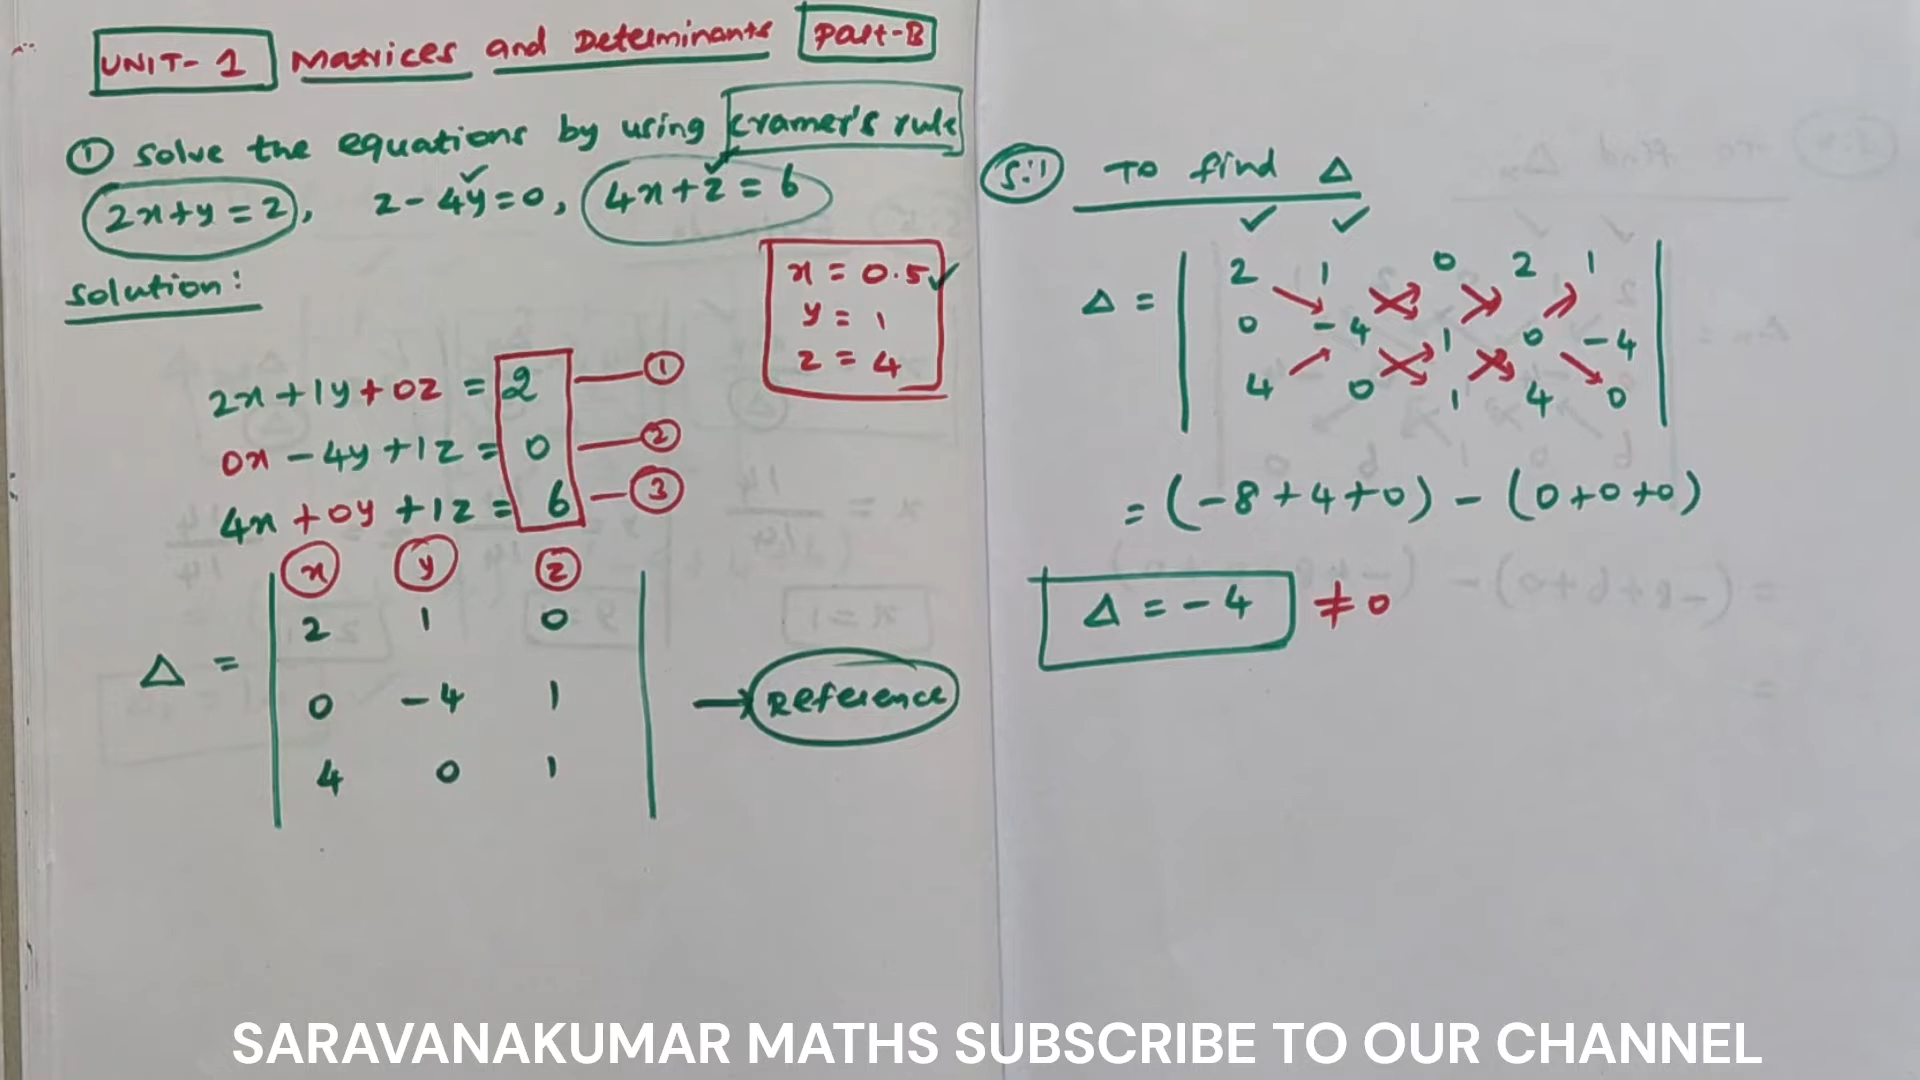 UNIT-1 Matrices and Determinants Part-B
① Solve the equations by using Cramer's rule
2x+y=2, z-4y=0, 4x+z=6
Solution:
x = 0.5
y = 1
z = 4
2x+1y+0z = 2 ①
0x-4y+1z = 0 ②
4x+0y+1z = 6 ③
x y z
Δ =
2 1 0
0 -4 1
4 0 1
→ Reference
S:1 To find Δ
Δ =
2 1 0 2 1
0 -4 1 0 -4
4 0 1 4 0
= (-8+4+0) - (0+0+0)
Δ = -4 ≠ 0
SARAVANAKUMAR MATHS SUBSCRIBE TO OUR CHANNEL